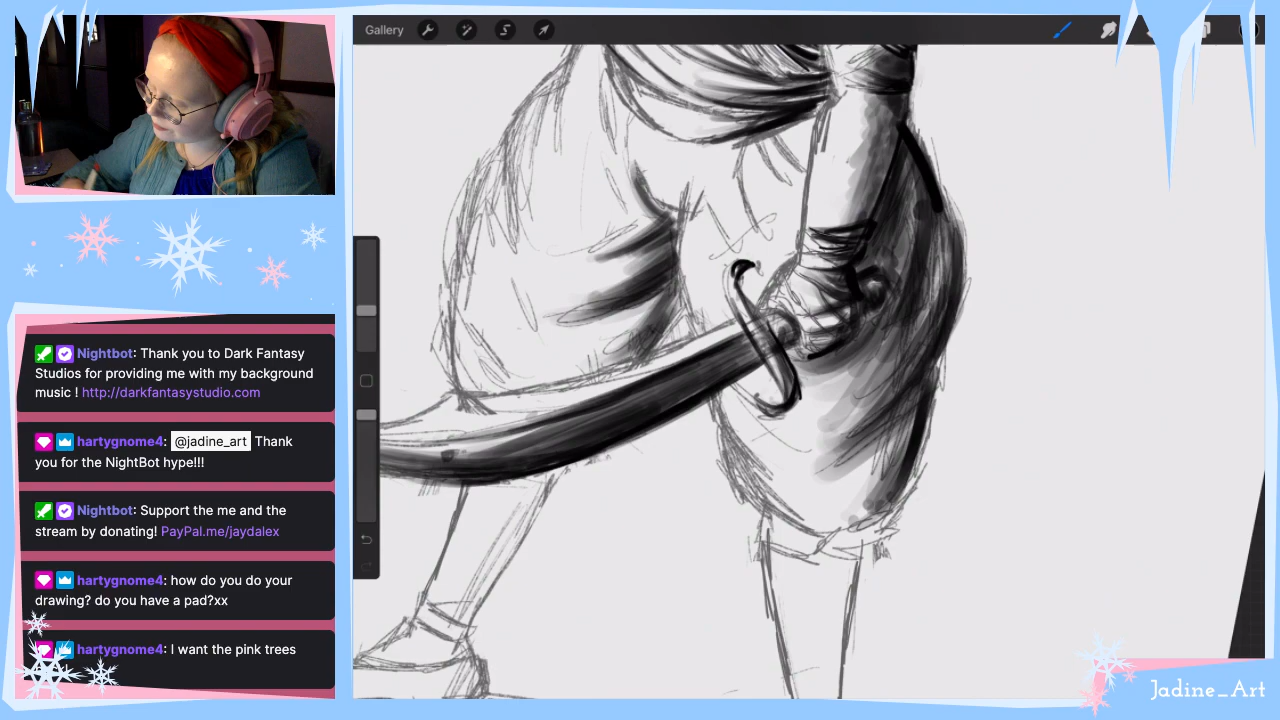 Gallery
Nightbot: Thank you to Dark Fantasy
Studios for providing me with my background
music ! http://darkfantasystudio.com
hartygnome4: @jadine_art Thank
you for the NightBot hype!!!
Nightbot: Support the me and the
stream by donating! PayPal.me/jaydalex
hartygnome4: how do you do your
drawing? do you have a pad?xx
hartygnome4: I want the pink trees
Jadine_Art